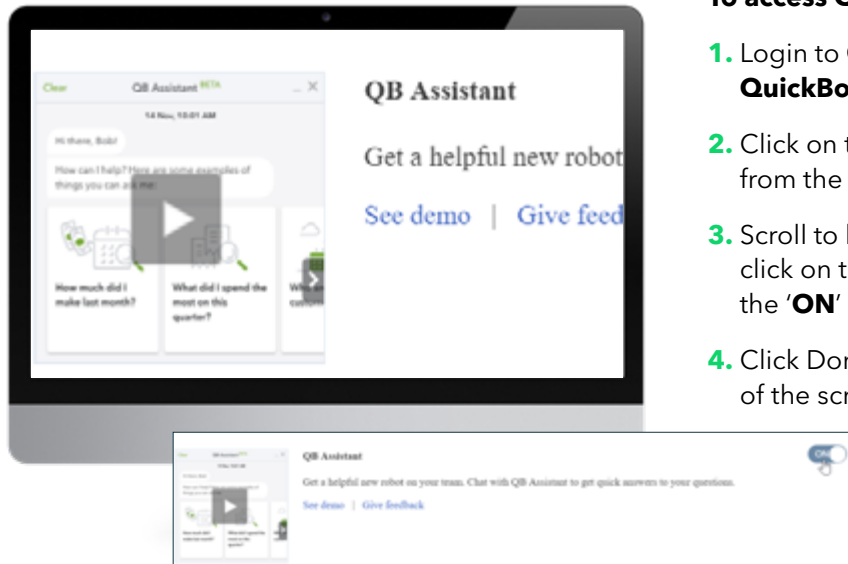 Clear QB Assistant BETA
14 Nov, 10:01 AM
Hi there, Bob!
How can I help? Here are some examples of
things you can ask me:
How much did I
make last month?
What did I spend the
most on this
quarter?
QB Assistant
Get a helpful new robot
See demo | Give feed
To access
1. Login to
QuickBo
2. Click on t
from the
3. Scroll to
click on t
the ‘ON’
4. Click Don
of the scr
QB Assistant
Get a helpful new robot on your team. Chat with QB Assistant to get quick answers to your questions.
See demo | Give feedback
ON